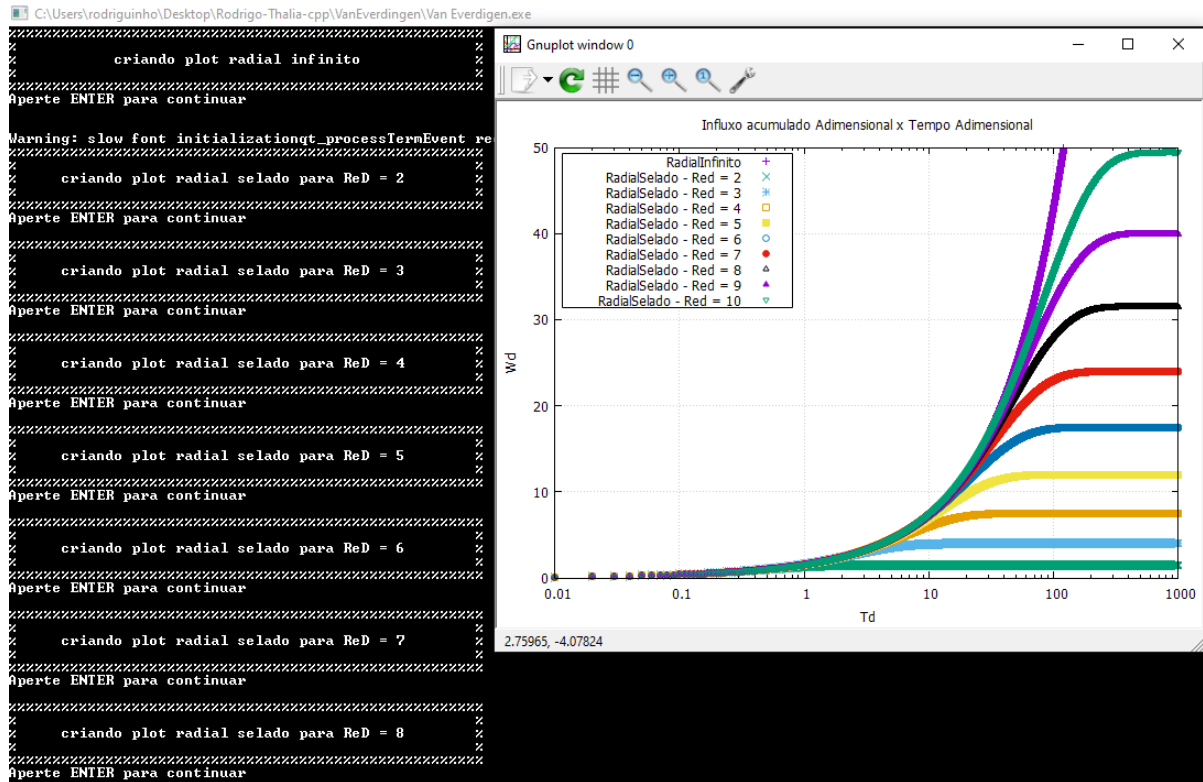 C:\Users\rodriguinho\Desktop\Rodrigo-Thalia-cpp\VanEverdingen\Van Everdigen.exe
%%%%%%%%%%%%%%%%%%%%%%%%%%%%%%%%%%%%%%%%%%%%%%%%%%%%%%%%%
% %
% criando plot radial infinito %
% %
%%%%%%%%%%%%%%%%%%%%%%%%%%%%%%%%%%%%%%%%%%%%%%%%%%%%%%%%%
Aperte ENTER para continuar
Warning: slow font initializationqt_processTermEvent re
%%%%%%%%%%%%%%%%%%%%%%%%%%%%%%%%%%%%%%%%%%%%%%%%%%%%%%%%%
% %
% criando plot radial selado para ReD = 2 %
% %
%%%%%%%%%%%%%%%%%%%%%%%%%%%%%%%%%%%%%%%%%%%%%%%%%%%%%%%%%
Aperte ENTER para continuar
%%%%%%%%%%%%%%%%%%%%%%%%%%%%%%%%%%%%%%%%%%%%%%%%%%%%%%%%%
% %
% criando plot radial selado para ReD = 3 %
% %
%%%%%%%%%%%%%%%%%%%%%%%%%%%%%%%%%%%%%%%%%%%%%%%%%%%%%%%%%
Aperte ENTER para continuar
%%%%%%%%%%%%%%%%%%%%%%%%%%%%%%%%%%%%%%%%%%%%%%%%%%%%%%%%%
% %
% criando plot radial selado para ReD = 4 %
% %
%%%%%%%%%%%%%%%%%%%%%%%%%%%%%%%%%%%%%%%%%%%%%%%%%%%%%%%%%
Aperte ENTER para continuar
%%%%%%%%%%%%%%%%%%%%%%%%%%%%%%%%%%%%%%%%%%%%%%%%%%%%%%%%%
% %
% criando plot radial selado para ReD = 5 %
% %
%%%%%%%%%%%%%%%%%%%%%%%%%%%%%%%%%%%%%%%%%%%%%%%%%%%%%%%%%
Aperte ENTER para continuar
%%%%%%%%%%%%%%%%%%%%%%%%%%%%%%%%%%%%%%%%%%%%%%%%%%%%%%%%%
% %
% criando plot radial selado para ReD = 6 %
% %
%%%%%%%%%%%%%%%%%%%%%%%%%%%%%%%%%%%%%%%%%%%%%%%%%%%%%%%%%
Aperte ENTER para continuar
%%%%%%%%%%%%%%%%%%%%%%%%%%%%%%%%%%%%%%%%%%%%%%%%%%%%%%%%%
% %
% criando plot radial selado para ReD = 7 %
% %
%%%%%%%%%%%%%%%%%%%%%%%%%%%%%%%%%%%%%%%%%%%%%%%%%%%%%%%%%
Aperte ENTER para continuar
%%%%%%%%%%%%%%%%%%%%%%%%%%%%%%%%%%%%%%%%%%%%%%%%%%%%%%%%%
% %
% criando plot radial selado para ReD = 8 %
% %
%%%%%%%%%%%%%%%%%%%%%%%%%%%%%%%%%%%%%%%%%%%%%%%%%%%%%%%%%
Aperte ENTER para continuar
Gnuplot window 0
Influxo acumulado Adimensional x Tempo Adimensional
RadialInfinito
RadialSelado - Red = 2
RadialSelado - Red = 3
RadialSelado - Red = 4
RadialSelado - Red = 5
RadialSelado - Red = 6
RadialSelado - Red = 7
RadialSelado - Red = 8
RadialSelado - Red = 9
RadialSelado - Red = 10
50
40
30
20
10
0
Wd
0.01 0.1 1 10 100 1000
Td
2.75965, -4.07824